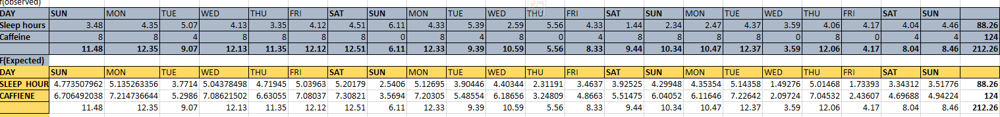 f(observed)
DAY SUN MON TUE WED THU FRI SAT SUN MON TUE WED THU FRI SAT SUN MON TUE WED THU FRI SAT SUN
Sleep hours 3.48 4.35 5.07 4.13 3.35 4.12 4.51 6.11 4.33 5.39 2.59 5.56 4.33 1.44 2.34 2.47 4.37 3.59 4.06 4.17 4.04 4.46 88.26
Caffeine 8 8 4 8 8 8 8 0 8 4 8 0 4 8 8 8 8 0 8 0 4 4 124
11.48 12.35 9.07 12.13 11.35 12.12 12.51 6.11 12.33 9.39 10.59 5.56 8.33 9.44 10.34 10.47 12.37 3.59 12.06 4.17 8.04 8.46 212.26
F(Expected)
DAY SUN MON TUE WED THU FRI SAT SUN MON TUE WED THU FRI SAT SUN MON TUE WED THU FRI SAT SUN
SLEEP HOUR 4.773507962 5.135263356 3.7714 5.04378498 4.71945 5.03963 5.20179 2.5406 5.12695 3.90446 4.40344 2.31191 3.4637 3.92525 4.29948 4.35354 5.14358 1.49276 5.01468 1.73393 3.34312 3.51776 88.26
CAFFIENE 6.706492038 7.214736644 5.2986 7.08621502 6.63055 7.08037 7.30821 3.5694 7.20305 5.48554 6.18656 3.24809 4.8663 5.51475 6.04052 6.11646 7.22642 2.09724 7.04532 2.43607 4.69688 4.94224 124
11.48 12.35 9.07 12.13 11.35 12.12 12.51 6.11 12.33 9.39 10.59 5.56 8.33 9.44 10.34 10.47 12.37 3.59 12.06 4.17 8.04 8.46 212.26